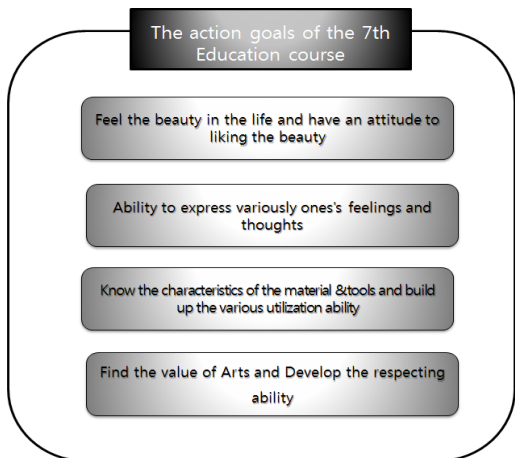 The action goals of the 7th
Education course
Feel the beauty in the life and have an attitude to
liking the beauty
Ability to express variously ones's feelings and
thoughts
Know the characteristics of the material &tools and build
up the various utilization ability
Find the value of Arts and Develop the respecting
ability